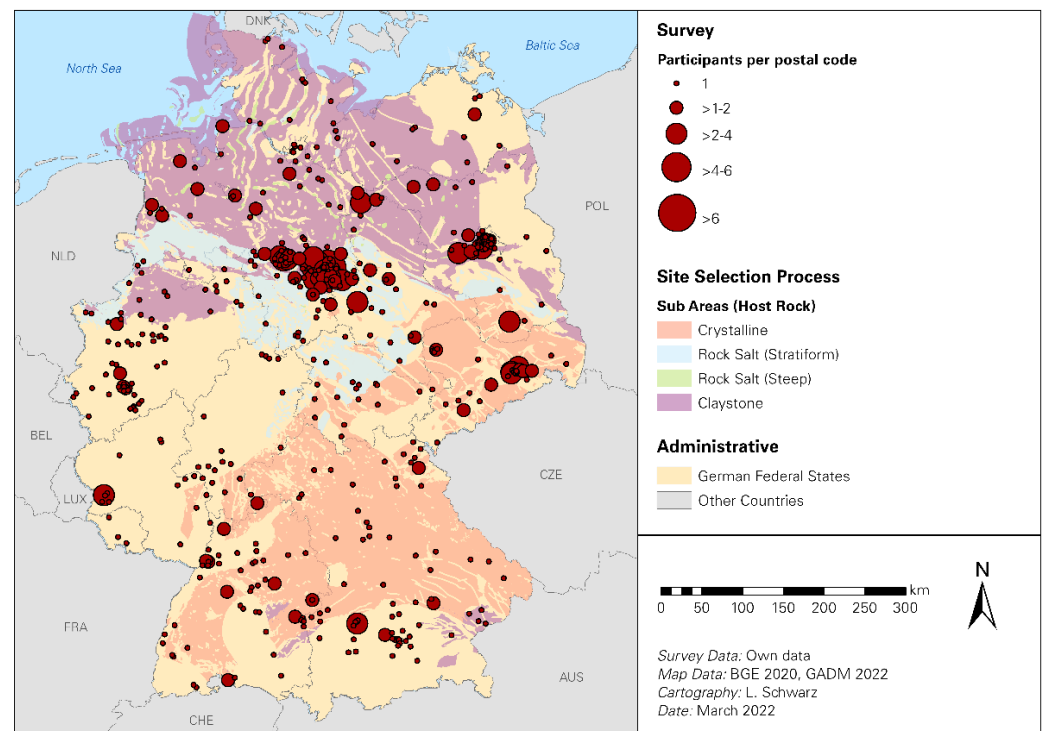 DNK
North Sea
Baltic Sea
POL
NLD
BEL
LUX
CZE
FRA
AUS
CHE
Survey
Participants per postal code
1
>1-2
>2-4
>4-6
>6
Site Selection Process
Sub Areas (Host Rock)
Crystalline
Rock Salt (Stratiform)
Rock Salt (Steep)
Claystone
Administrative
German Federal States
Other Countries
N
km
0 50 100 150 200 250 300
Survey Data: Own data
Map Data: BGE 2020, GADM 2022
Cartography: L. Schwarz
Date: March 2022